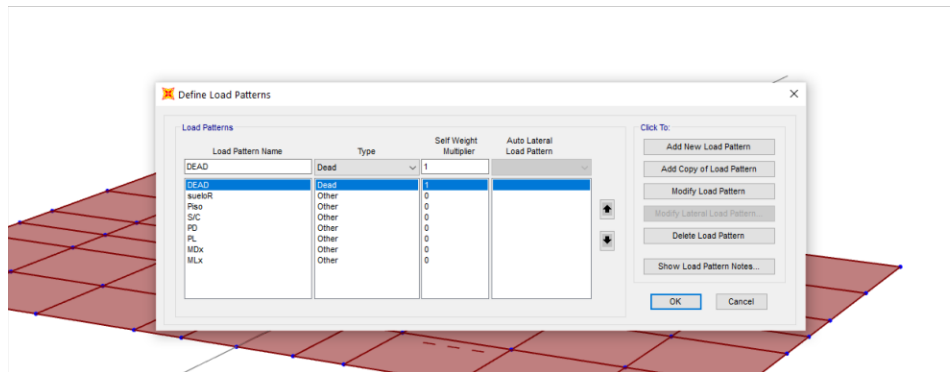 Define Load Patterns
Load Patterns
Click To:
Load Pattern Name Type Self Weight Multiplier Auto Lateral Load Pattern
DEAD Dead 1
DEAD Dead 1
sueloR Other 0
Piso Other 0
S/C Other 0
PD Other 0
PL Other 0
MDx Other 0
MLx Other 0
Add New Load Pattern
Add Copy of Load Pattern
Modify Load Pattern
Modify Lateral Load Pattern...
Delete Load Pattern
Show Load Pattern Notes...
OK Cancel